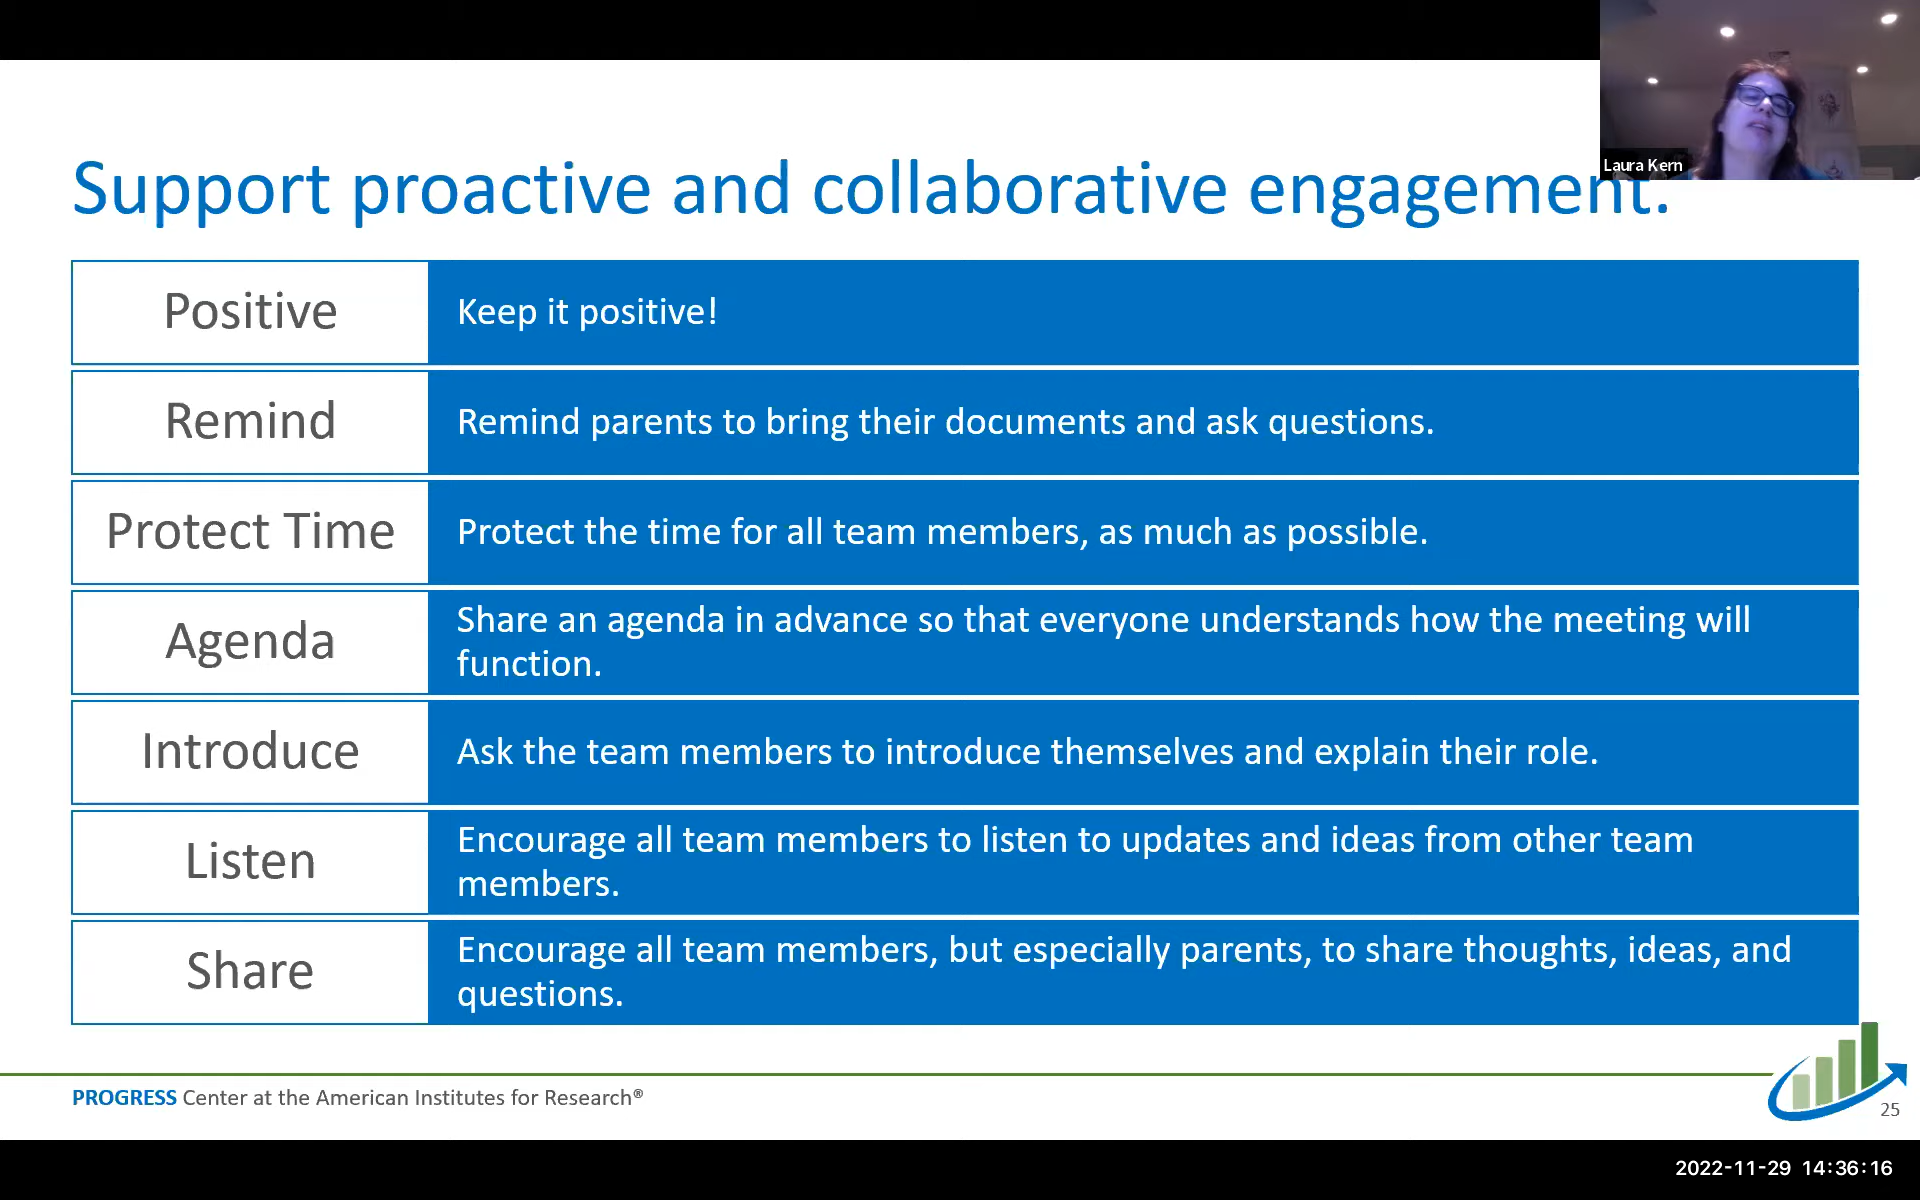 Laura Kern
Support proactive and collaborative engagement.
Positive
Keep it positive!
Remind
Remind parents to bring their documents and ask questions.
Protect Time
Protect the time for all team members, as much as possible.
Agenda
Share an agenda in advance so that everyone understands how the meeting will
function.
Introduce
Ask the team members to introduce themselves and explain their role.
Listen
Encourage all team members to listen to updates and ideas from other team
members.
Share
Encourage all team members, but especially parents, to share thoughts, ideas, and
questions.
PROGRESS Center at the American Institutes for Research®
25
2022-11-29 14:36:16